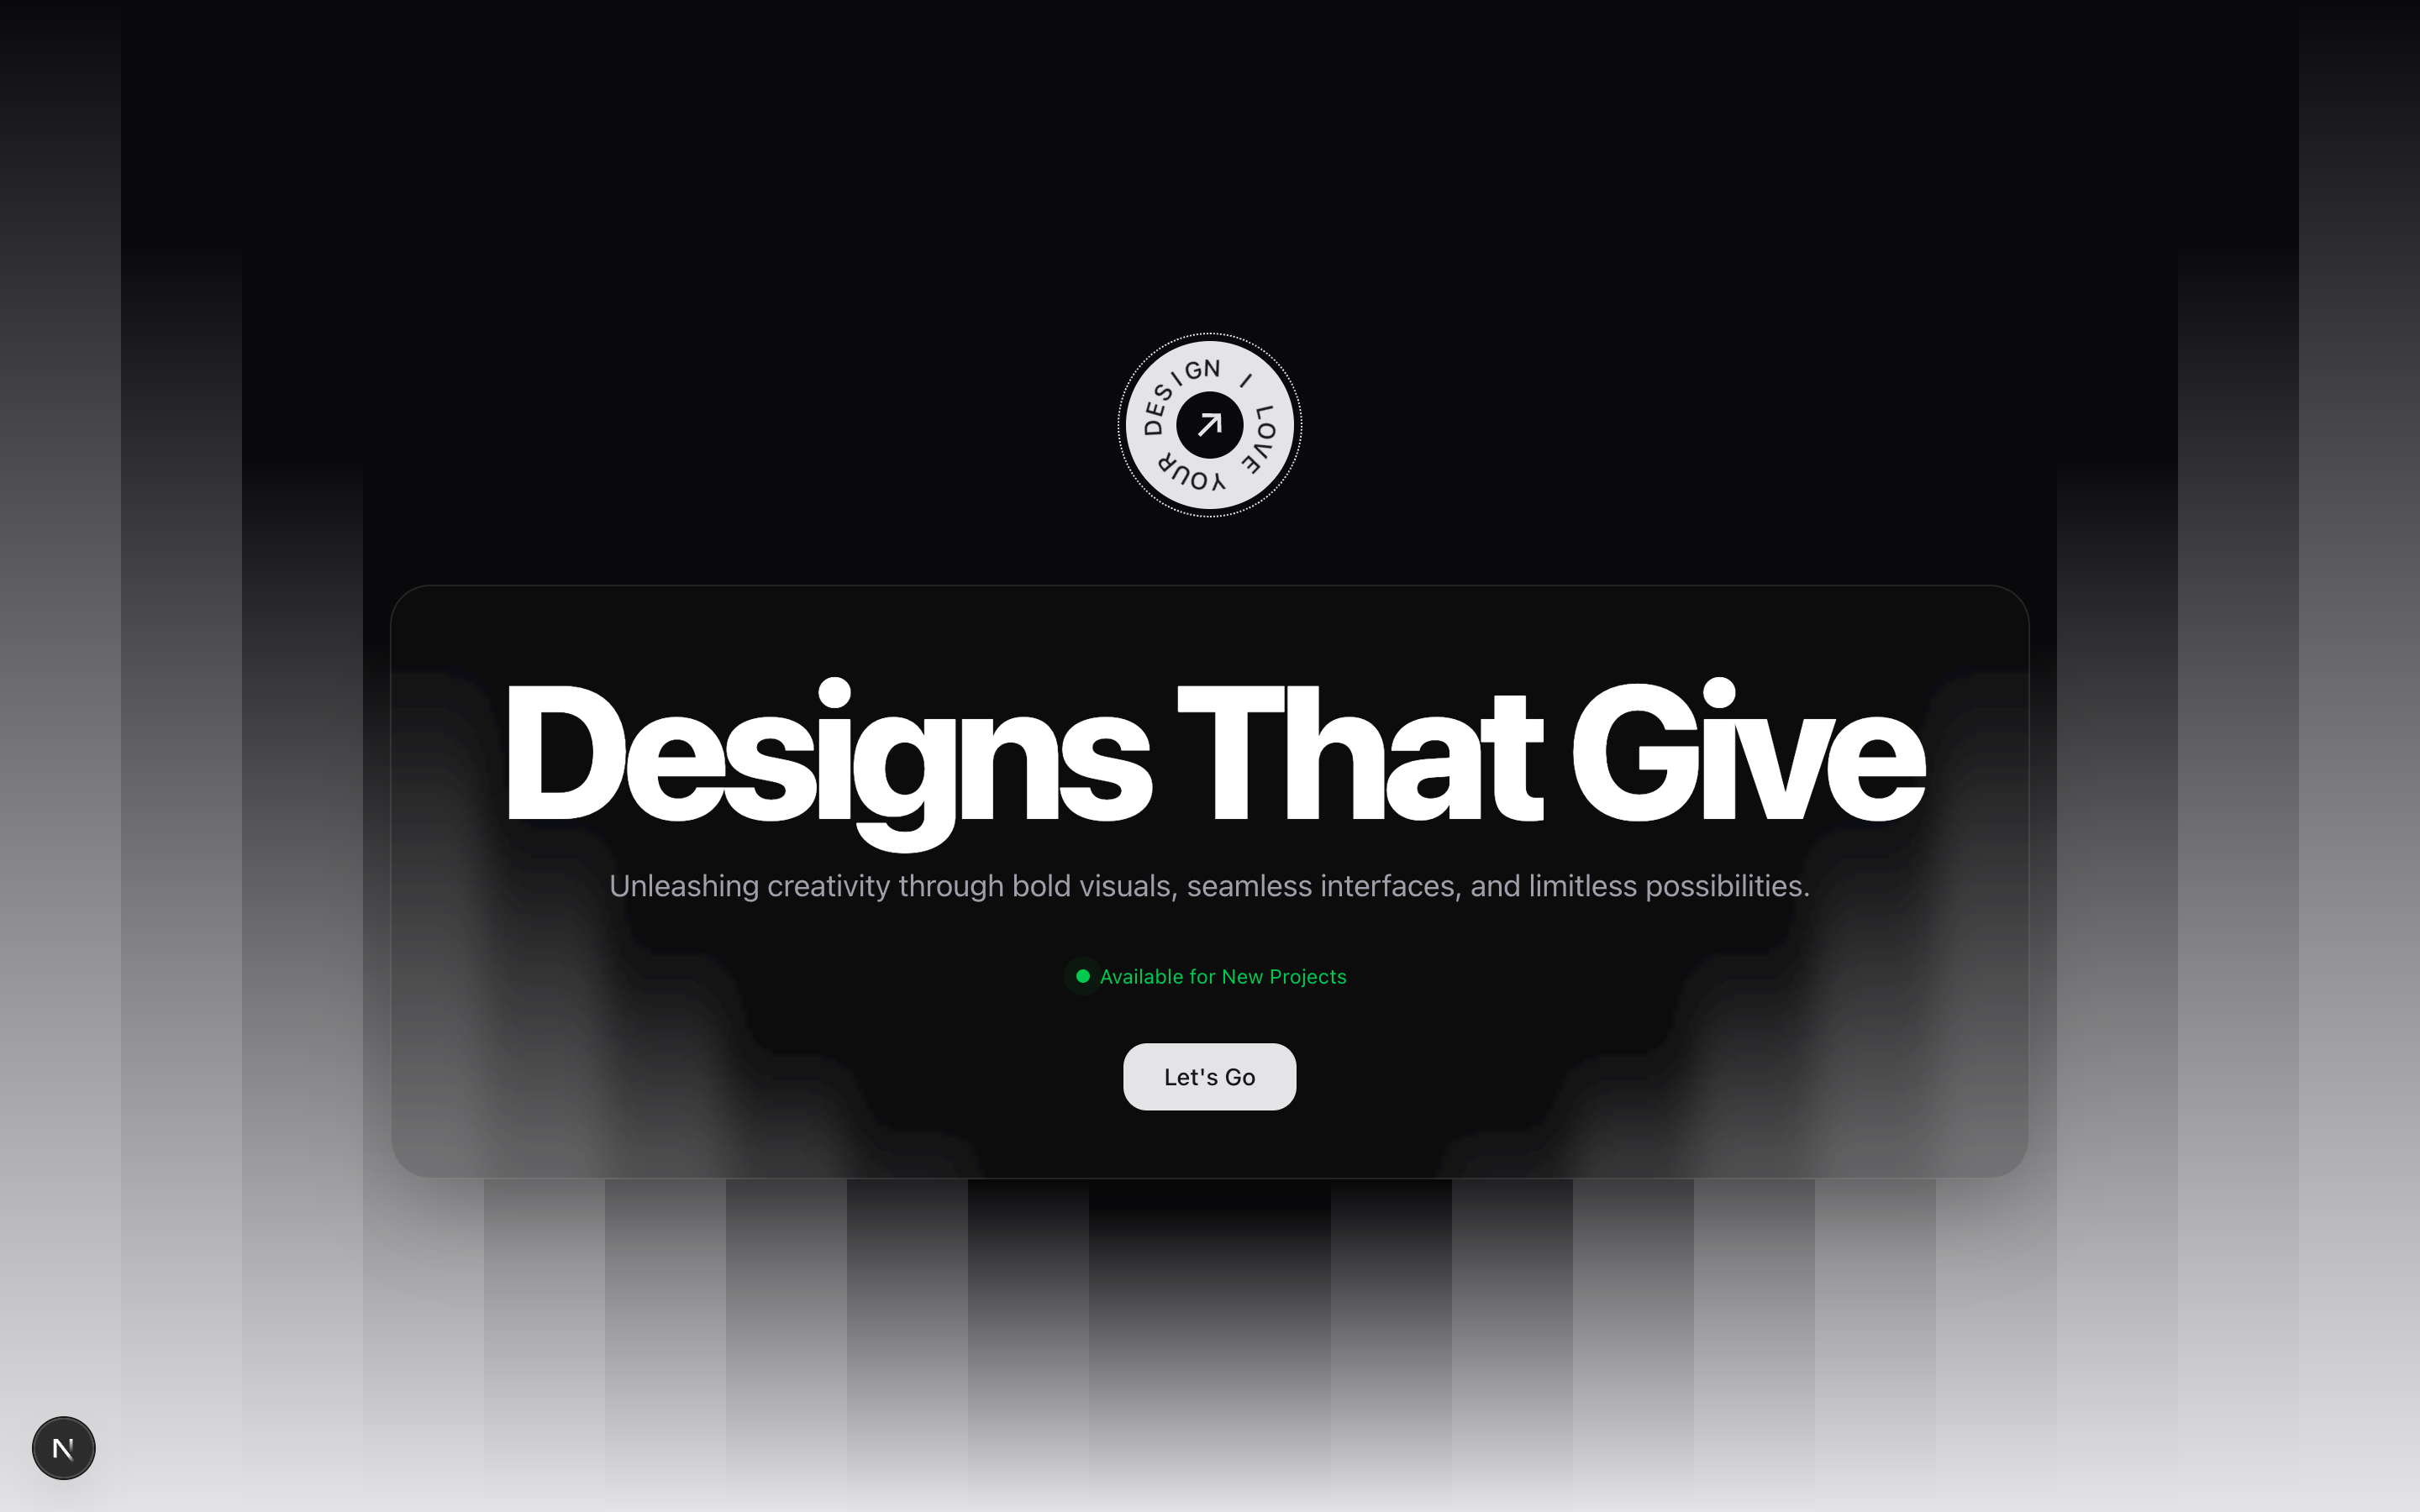 DESIGN I LOVE YOUR
Designs That Give
Unleashing creativity through bold visuals, seamless interfaces, and limitless possibilities.
Available for New Projects
Let's Go
N